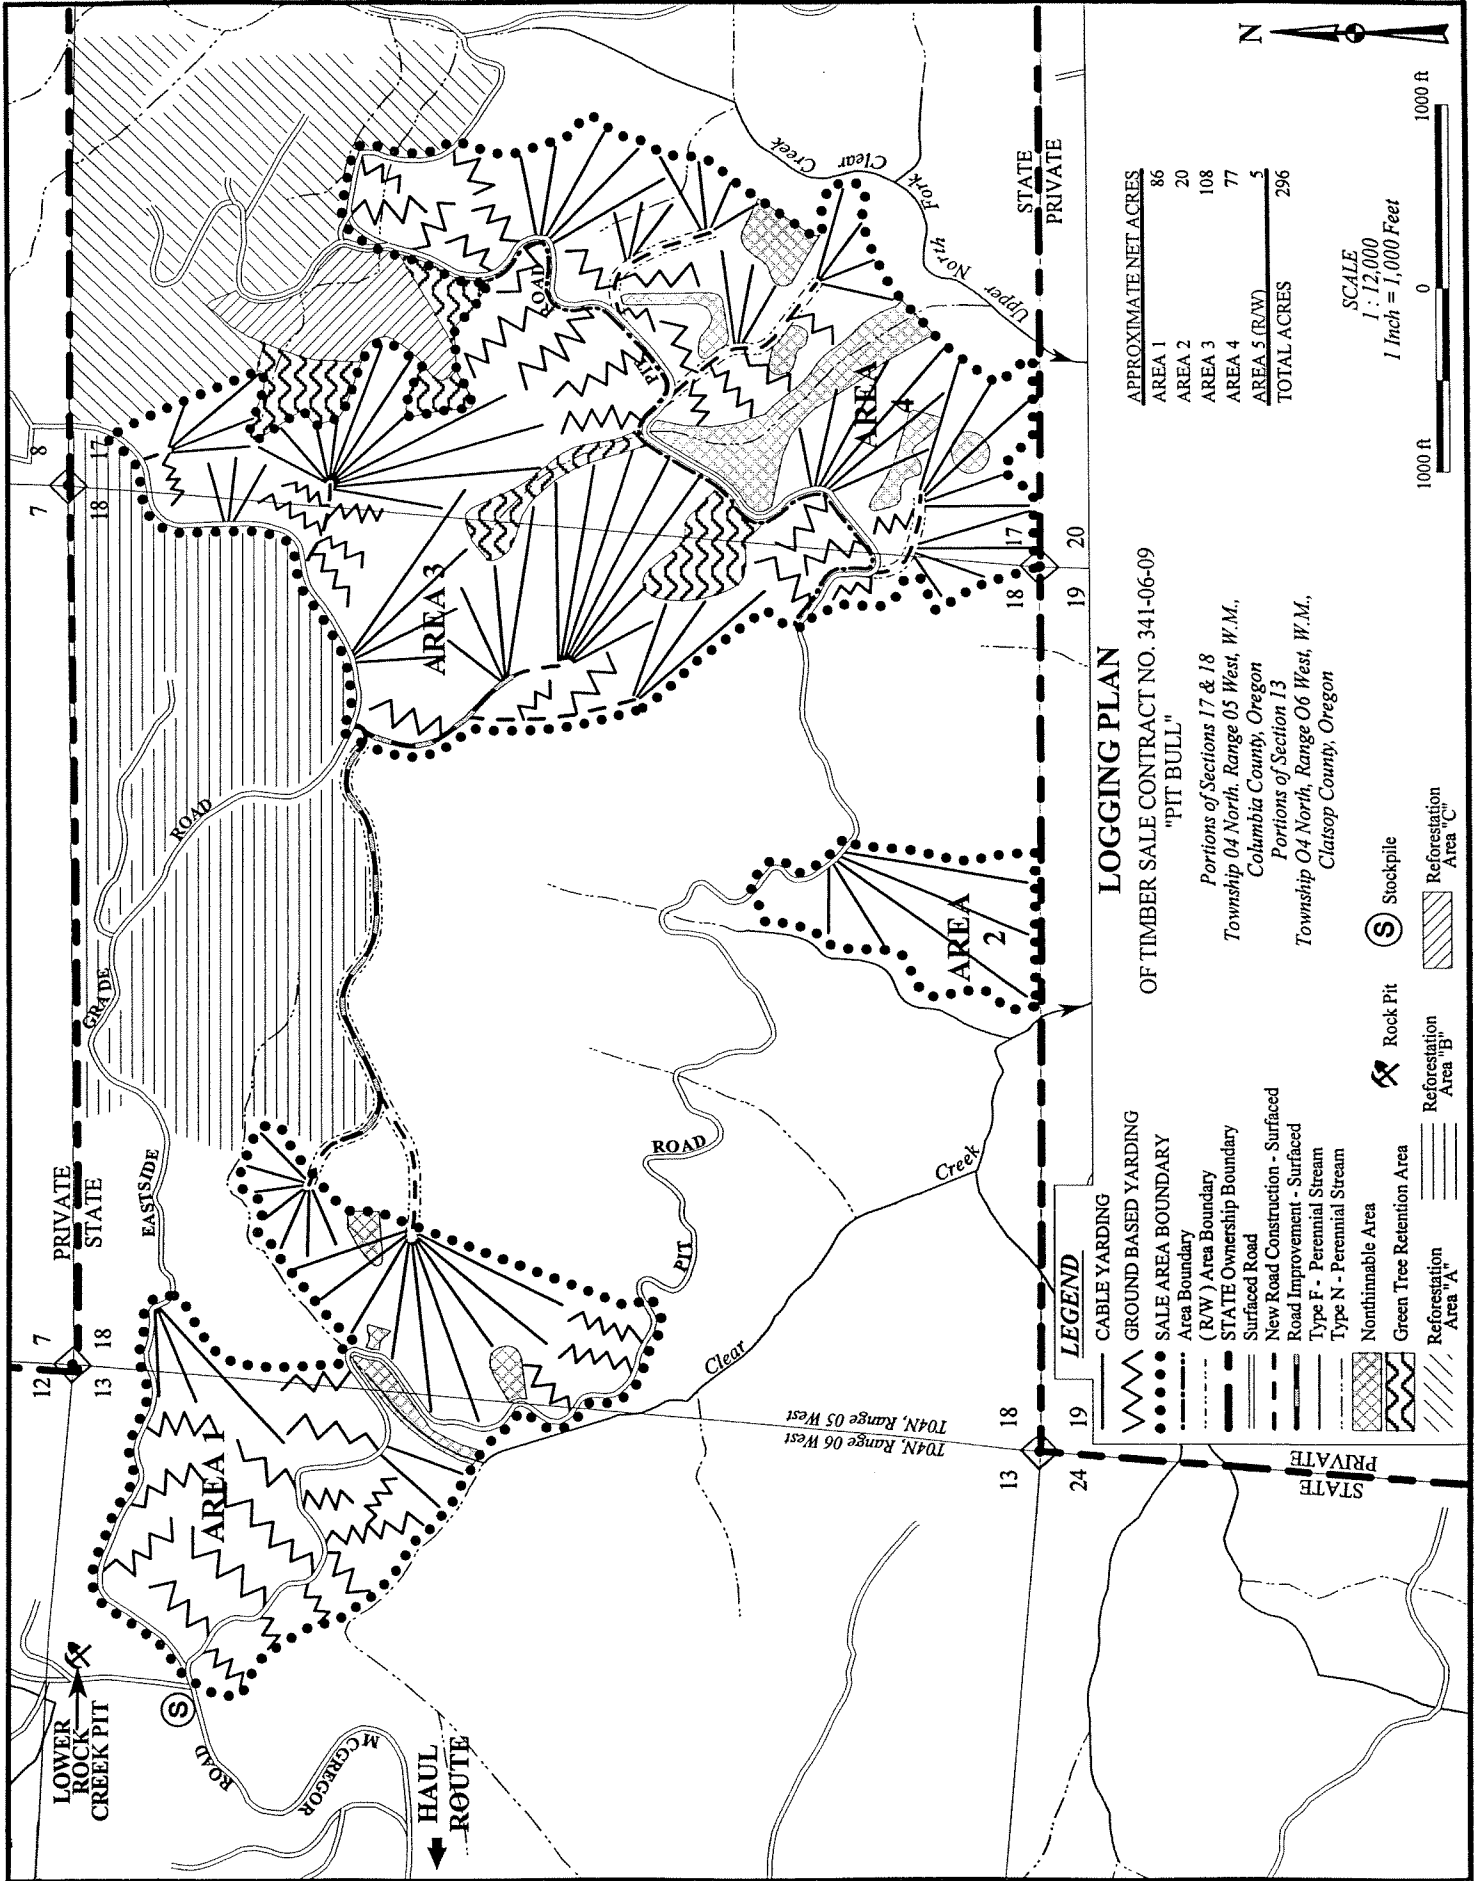 LOWER
ROCK
CREEK PIT
S
ROAD
MCGREGOR
HAUL
ROUTE
12
7
13
18
PRIVATE
STATE
EASTSIDE
GRADE
ROAD
7
8
18
17
AREA 1
AREA 3
AREA
2
AREA
4
PIT
ROAD
PIT
ROAD
Clear
Creek
Upper
North
Fork
Clear
Creek
T04N, Range 05 West
T04N, Range 06 West
13
18
24
19
STATE
PRIVATE
18
17
19
20
STATE
PRIVATE
LOGGING PLAN
OF TIMBER SALE CONTRACT NO. 341-06-09
"PIT BULL"
Portions of Sections 17 & 18
Township 04 North, Range 05 West, W.M.,
Columbia County, Oregon
Portions of Section 13
Township O4 North, Range O6 West, W.M.,
Clatsop County, Oregon
APPROXIMATE NET ACRES
AREA 1 86
AREA 2 20
AREA 3 108
AREA 4 77
AREA 5 (R/W) 5
TOTAL ACRES 296
N
SCALE
1 : 12,000
1 Inch = 1,000 Feet
1000 ft 0 1000 ft
LEGEND
CABLE YARDING
GROUND BASED YARDING
SALE AREA BOUNDARY
Area Boundary
( R/W ) Area Boundary
STATE Ownership Boundary
Surfaced Road
New Road Construction - Surfaced
Road Improvement - Surfaced
Type F - Perennial Stream
Type N - Perennial Stream
Nonthinnable Area
Green Tree Retention Area
Rock Pit
S Stockpile
Reforestation
Area "A"
Reforestation
Area "B"
Reforestation
Area "C"